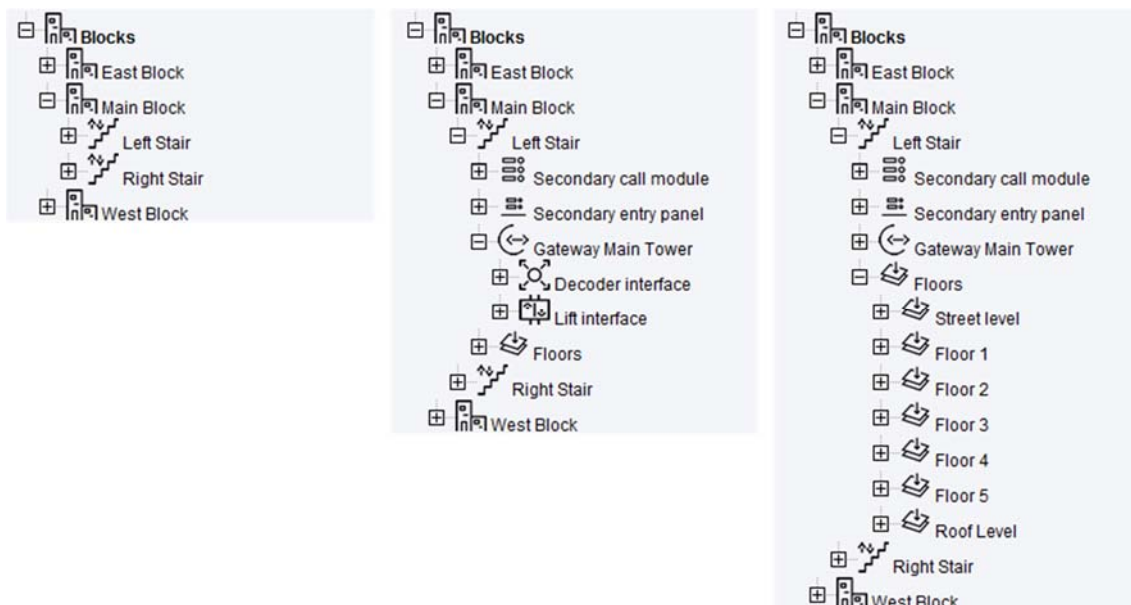 Blocks
East Block
Main Block
Left Stair
Right Stair
West Block
Blocks
East Block
Main Block
Left Stair
Secondary call module
Secondary entry panel
Gateway Main Tower
Decoder interface
Lift interface
Floors
Right Stair
West Block
Blocks
East Block
Main Block
Left Stair
Secondary call module
Secondary entry panel
Gateway Main Tower
Floors
Street level
Floor 1
Floor 2
Floor 3
Floor 4
Floor 5
Roof Level
Right Stair
West Block